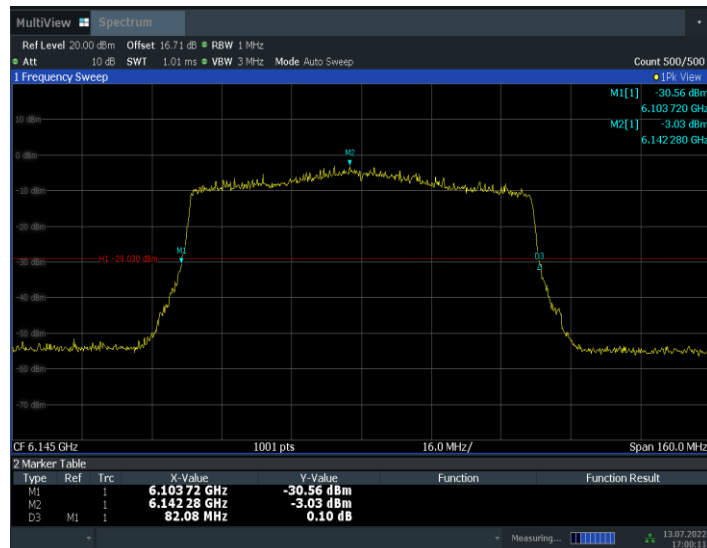 MultiView Spectrum
Ref Level 20.00 dBm Offset 16.71 dB RBW 1 MHz
Att 10 dB SWT 1.01 ms VBW 3 MHz Mode Auto Sweep Count 500/500
1 Frequency Sweep 1Pk View
M1[1] -30.56 dBm
6.103 720 GHz
M2[1] -3.03 dBm
6.142 280 GHz
10 dBm
0 dBm
M2
-10 dBm
-20 dBm
M1
D3
H1 -29.030 dBm
-30 dBm
-40 dBm
-50 dBm
-60 dBm
-70 dBm
CF 6.145 GHz 1001 pts 16.0 MHz/ Span 160.0 MHz
2 Marker Table
Type Ref Trc X-Value Y-Value Function Function Result
M1 1 6.103 72 GHz -30.56 dBm
M2 1 6.142 28 GHz -3.03 dBm
D3 M1 1 82.08 MHz 0.10 dB
Measuring... 13.07.2022
17:00:11